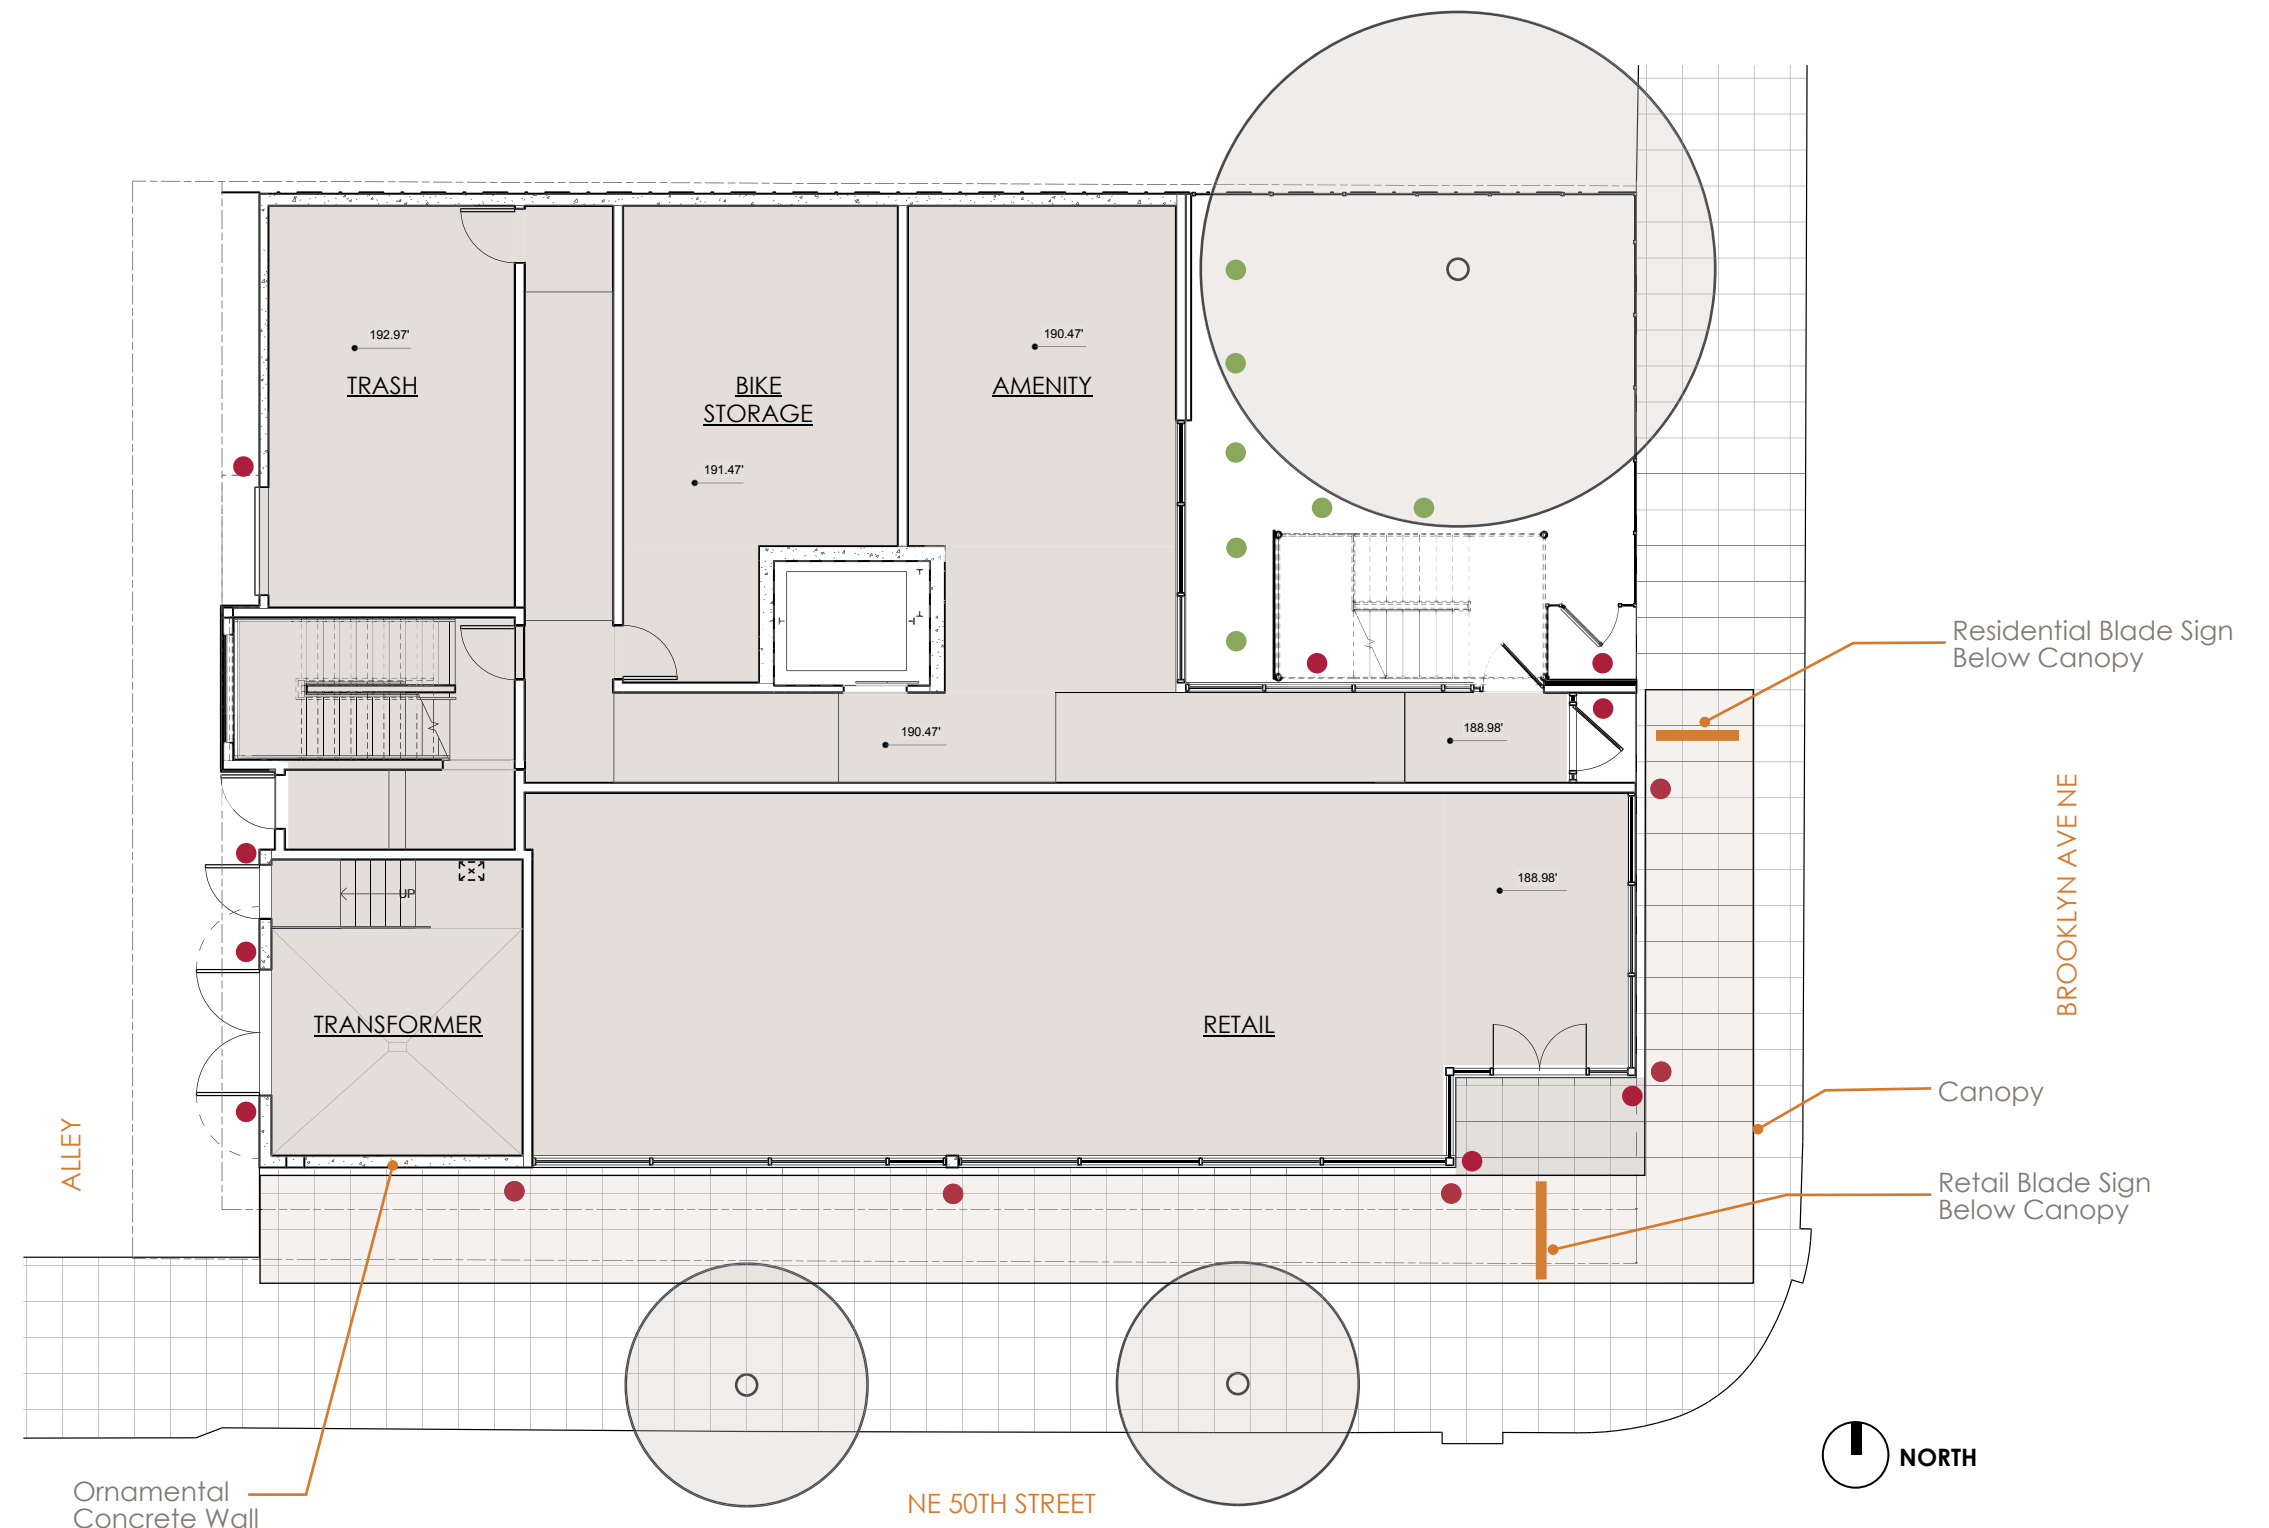 192.97'
TRASH
BIKE
STORAGE
191.47'
190.47'
AMENITY
190.47'
188.98'
188.98'
UP
TRANSFORMER
RETAIL
Residential Blade Sign
Below Canopy
BROOKLYN AVE NE
Canopy
Retail Blade Sign
Below Canopy
ALLEY
Ornamental
Concrete Wall
NE 50TH STREET
NORTH